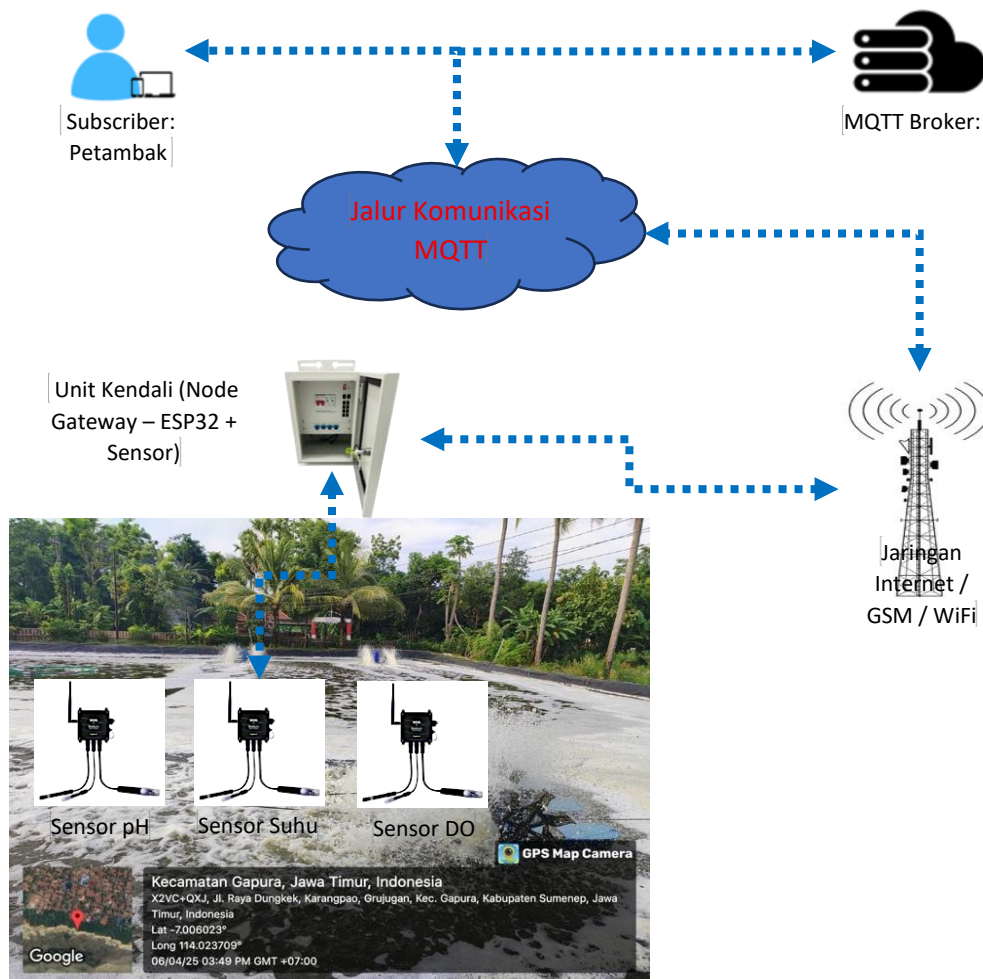 Subscriber:
Petambak
MQTT Broker:
Jalur Komunikasi
MQTT
Unit Kendali (Node
Gateway – ESP32 +
Sensor)
Jaringan
Internet /
GSM / WiFi
Sensor pH
Sensor Suhu
Sensor DO
GPS Map Camera
Kecamatan Gapura, Jawa Timur, Indonesia
X2VC+QXJ, Jl. Raya Dungkek, Karangpao, Grujugan, Kec. Gapura, Kabupaten Sumenep, Jawa
Timur, Indonesia
Lat -7.006023°
Long 114.023709°
06/04/25 03:49 PM GMT +07:00
Google